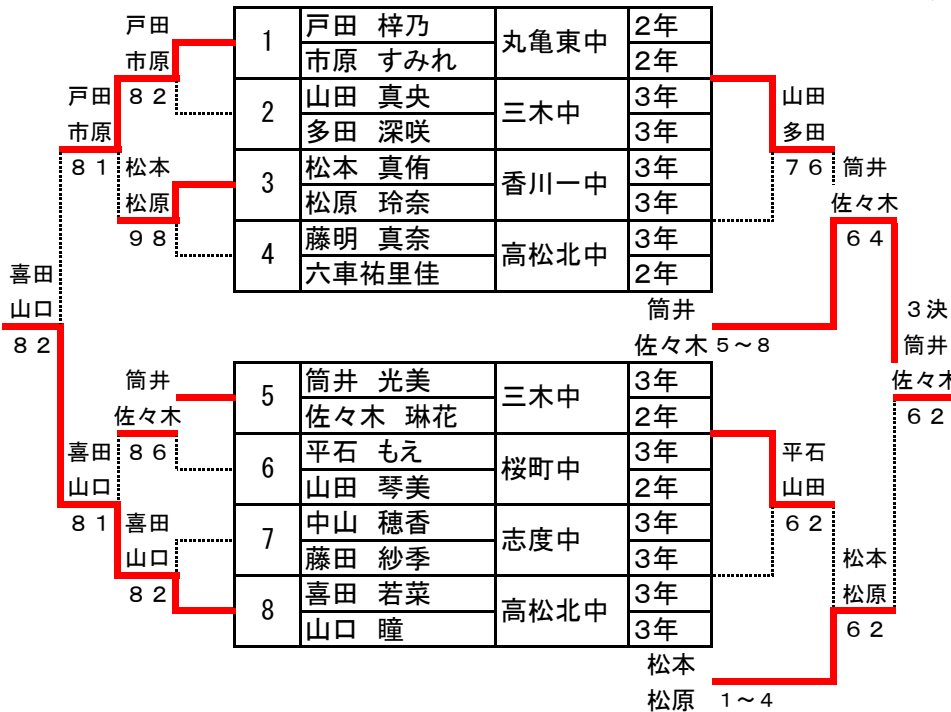 戸田
市原
82
戸田
市原
81
松本
松原
98
喜田
山口
82
筒井
佐々木
86
喜田
山口
81
喜田
山口
82
1 戸田 梓乃 丸亀東中 2年
市原 すみれ 2年
2 山田 真央 三木中 3年
多田 深咲 3年
3 松本 真侑 香川一中 3年
松原 玲奈 3年
4 藤明 真奈 高松北中 3年
六車祐里佳 2年
5 筒井 光美 三木中 3年
佐々木 琳花 2年
6 平石 もえ 桜町中 3年
山田 琴美 2年
7 中山 穂香 志度中 3年
藤田 紗季 3年
8 喜田 若菜 高松北中 3年
山口 瞳 3年
山田
多田
76
筒井
佐々木
64
筒井
佐々木 5～8
3決
筒井
佐々木
62
平石
山田
62
松本
松原
62
松本
松原 1～4